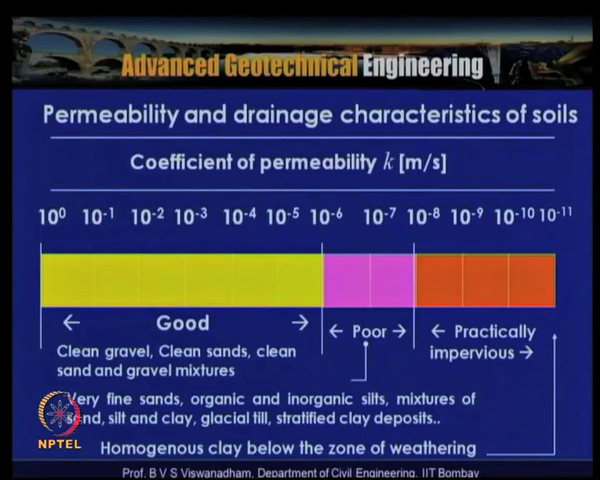 Advanced Geotechnical Engineering
Permeability and drainage characteristics of soils
Coefficient of permeability k [m/s]
10⁰ 10⁻¹ 10⁻² 10⁻³ 10⁻⁴ 10⁻⁵ 10⁻⁶ 10⁻⁷ 10⁻⁸ 10⁻⁹ 10⁻¹⁰ 10⁻¹¹
← Good →
← Poor →
← Practically
impervious →
Clean gravel, Clean sands, clean
sand and gravel mixtures
Very fine sands, organic and inorganic silts, mixtures of
sand, silt and clay, glacial till, stratified clay deposits..
NPTEL
Homogenous clay below the zone of weathering
Prof. B V S Viswanadham, Department of Civil Engineering, IIT Bombay